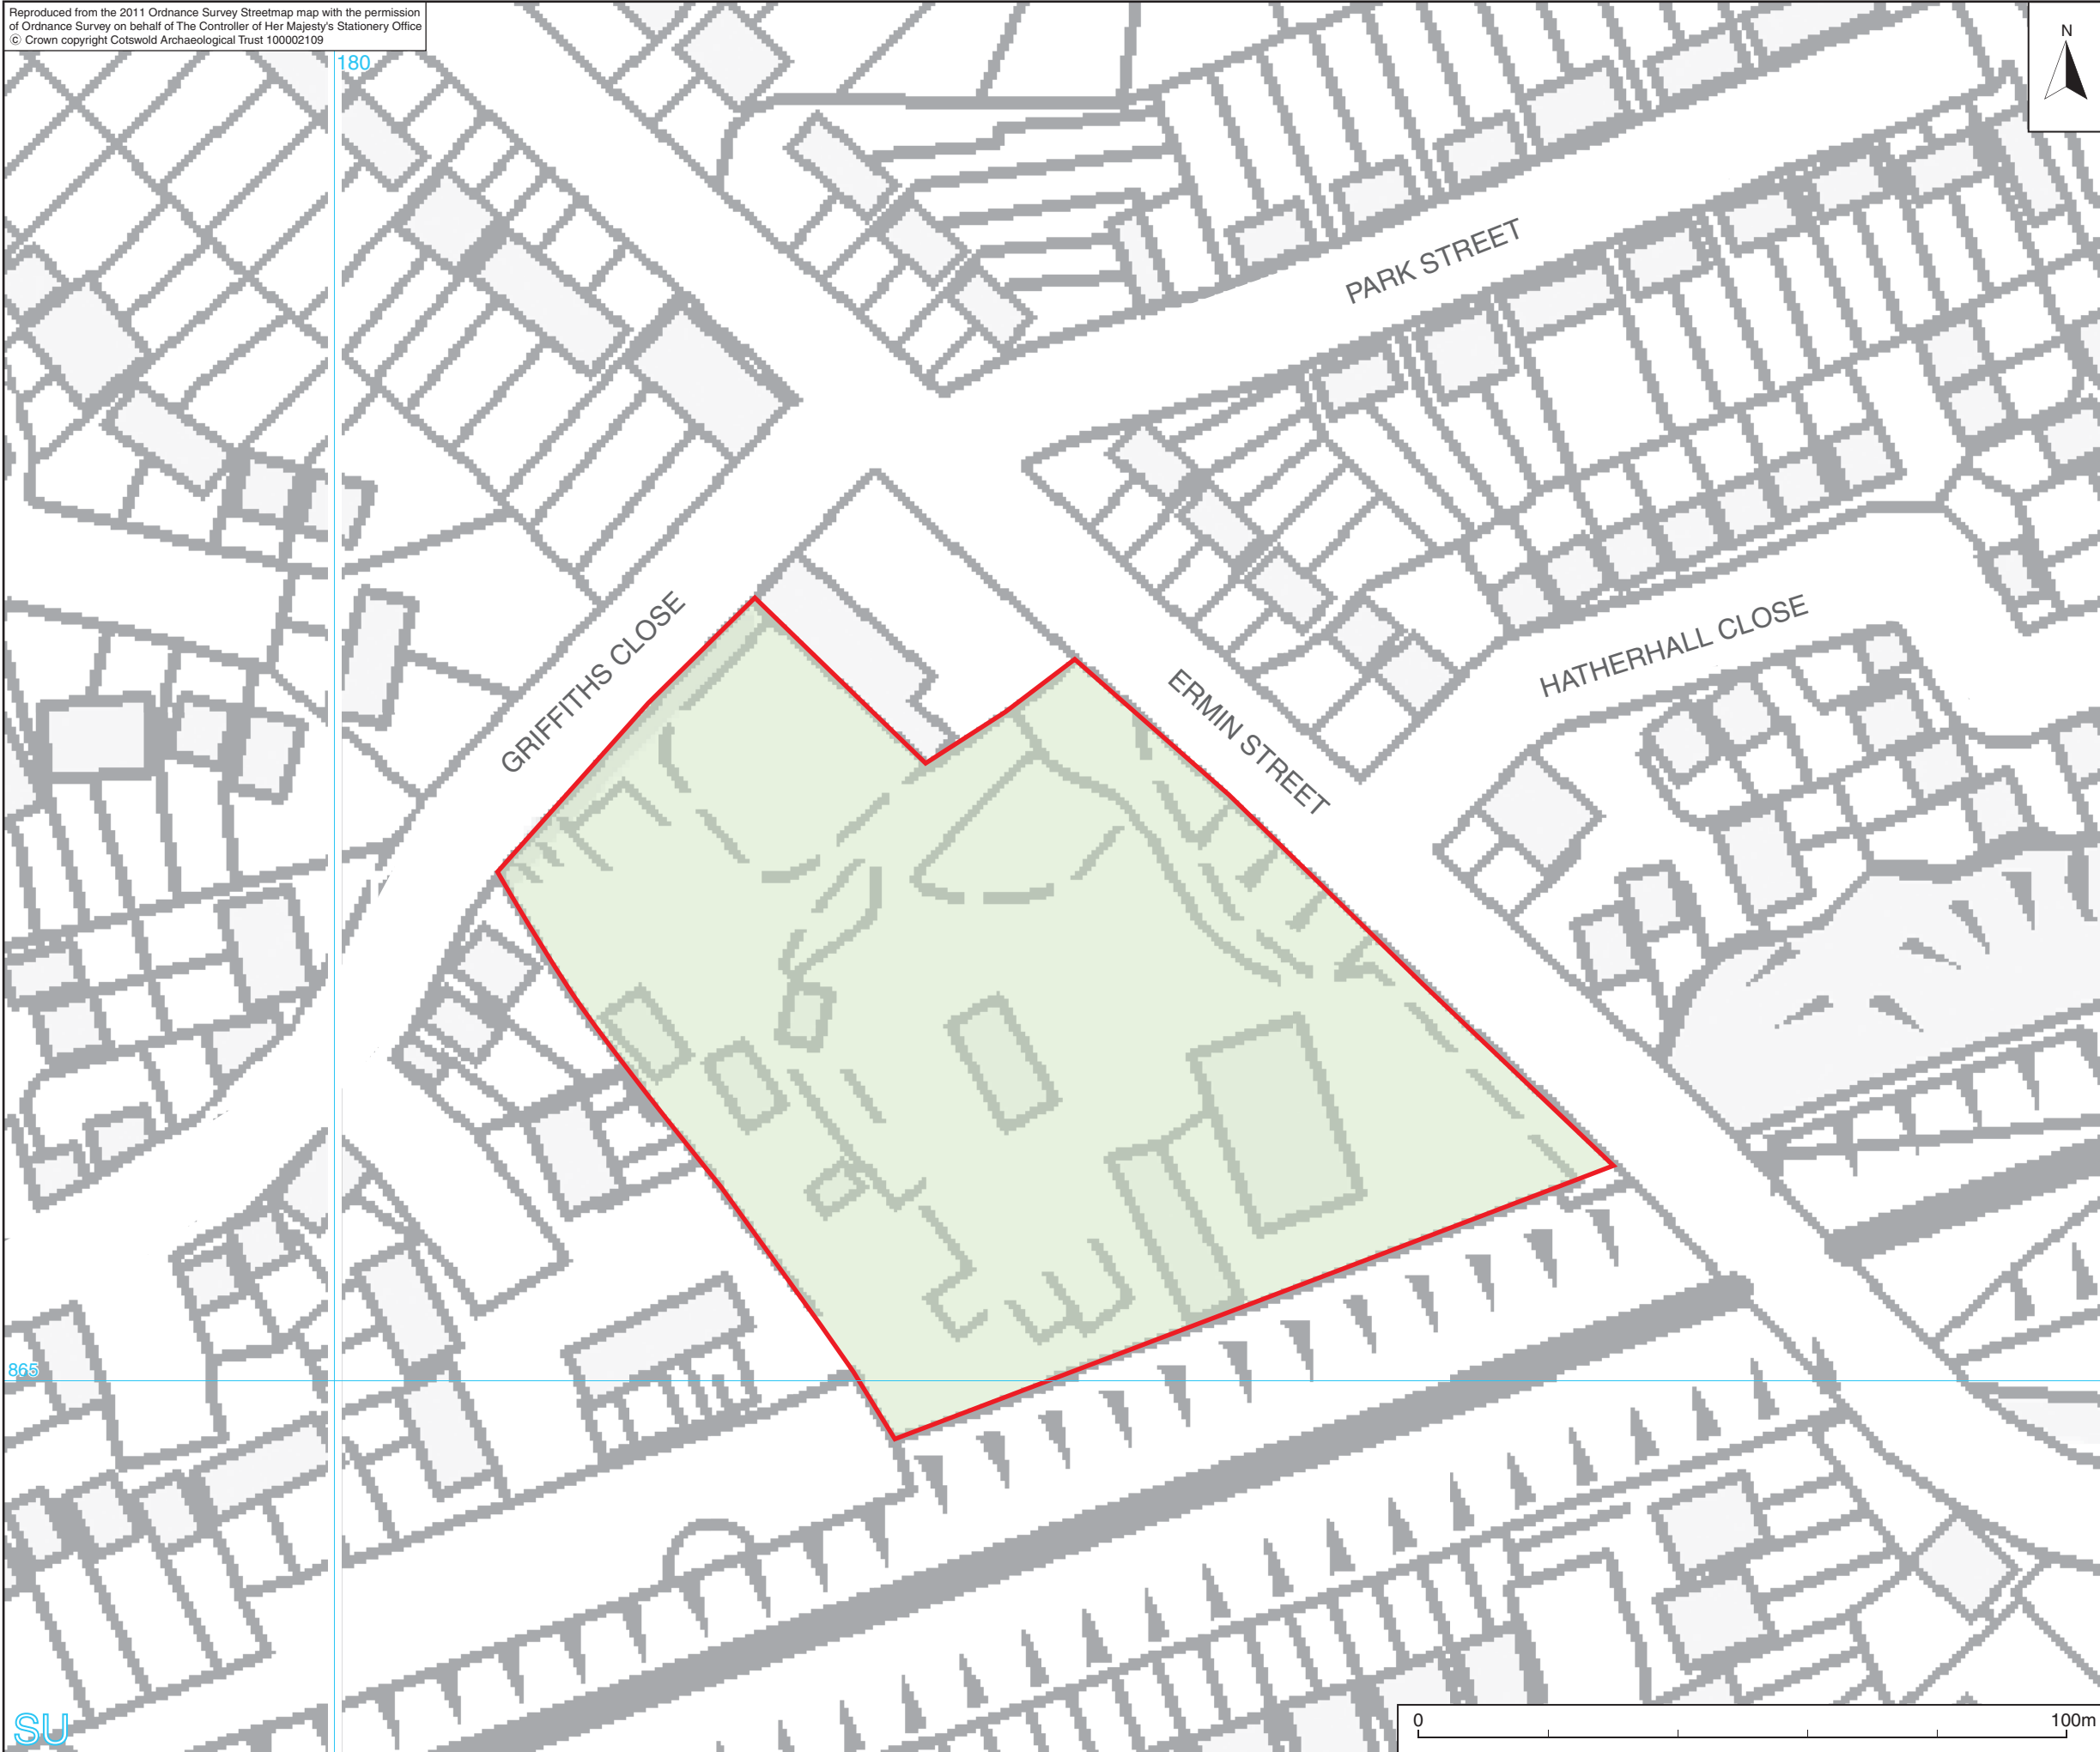 Reproduced from the 2011 Ordnance Survey Streetmap map with the permission
of Ordnance Survey on behalf of The Controller of Her Majesty's Stationery Office
© Crown copyright Cotswold Archaeological Trust 100002109
N
180
PARK STREET
GRIFFITHS CLOSE
HATHERHALL CLOSE
ERMIN STREET
865
SU
0
100m